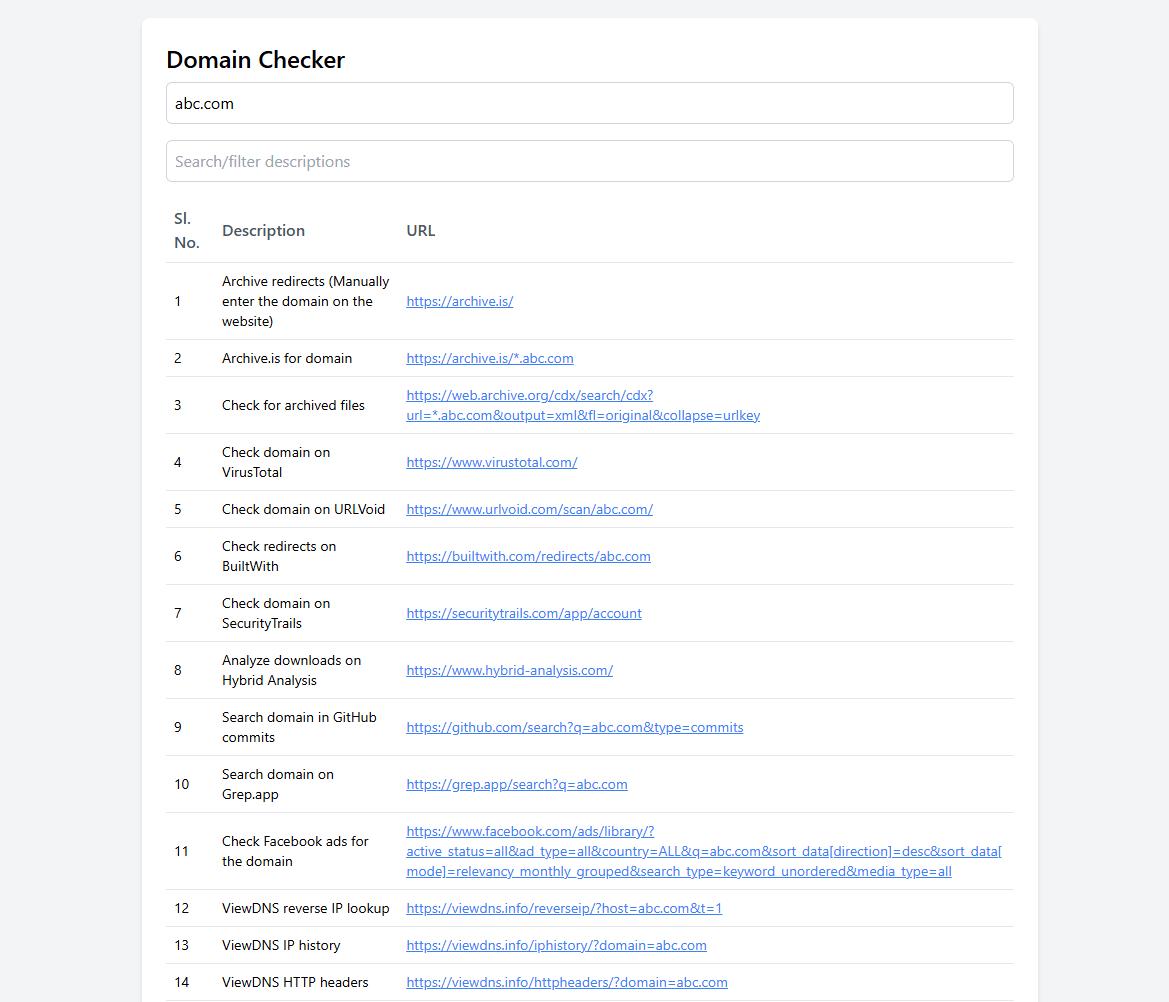 Domain Checker
abc.com
Search/filter descriptions
Sl.
No.
Description
URL
1
Archive redirects (Manually
enter the domain on the
website)
https://archive.is/
2
Archive.is for domain
https://archive.is/*.abc.com
3
Check for archived files
https://web.archive.org/cdx/search/cdx?
url=*.abc.com&output=xml&fl=original&collapse=urlkey
4
Check domain on
VirusTotal
https://www.virustotal.com/
5
Check domain on URLVoid
https://www.urlvoid.com/scan/abc.com/
6
Check redirects on
BuiltWith
https://builtwith.com/redirects/abc.com
7
Check domain on
SecurityTrails
https://securitytrails.com/app/account
8
Analyze downloads on
Hybrid Analysis
https://www.hybrid-analysis.com/
9
Search domain in GitHub
commits
https://github.com/search?q=abc.com&type=commits
10
Search domain on
Grep.app
https://grep.app/search?q=abc.com
11
Check Facebook ads for
the domain
https://www.facebook.com/ads/library/?
active_status=all&ad_type=all&country=ALL&q=abc.com&sort_data[direction]=desc&sort_data[
mode]=relevancy_monthly_grouped&search_type=keyword_unordered&media_type=all
12
ViewDNS reverse IP lookup
https://viewdns.info/reverseip/?host=abc.com&t=1
13
ViewDNS IP history
https://viewdns.info/iphistory/?domain=abc.com
14
ViewDNS HTTP headers
https://viewdns.info/httpheaders/?domain=abc.com